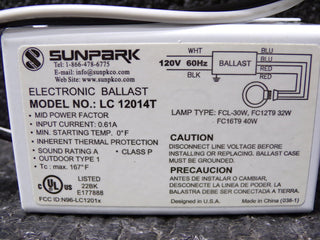 SUNPARK
Tel: 1-866-478-6775
E-mail:info@sunpkco.com
Web site: www.sunpkco.com
WHT
120V 60Hz
BLK
BALLAST
BLU
BLU
RED
RED
ELECTRONIC BALLAST
MODEL NO.: LC 12014T
• MID POWER FACTOR
• INPUT CURRENT: 0.61A
• MIN. STARTING TEMP. 0°F
• INHERENT THERMAL PROTECTION
• SOUND RATING A • CLASS P
• OUTDOOR TYPE 1
• Tc : max. 167°F
LAMP TYPE: FCL-30W, FC12T9 32W
FC16T9 40W
CAUTION
DISCONNECT LINE VOLTAGE BEFORE
INSTALLING OR REPLACING. BALLAST CASE
MUST BE GROUNDED.
PRECAUCION
ANTES DE INSTALAR O CAMBIAR,
DESCONECTE LA LINEA DE PODER. LA
BALASTRA DEBE SER CONECTADA A TIERRA.
c UL US
LISTED
22BK
E177888
FCC ID:N96-LC1201x
Designed in U.S.A.
Made in China (038-1)